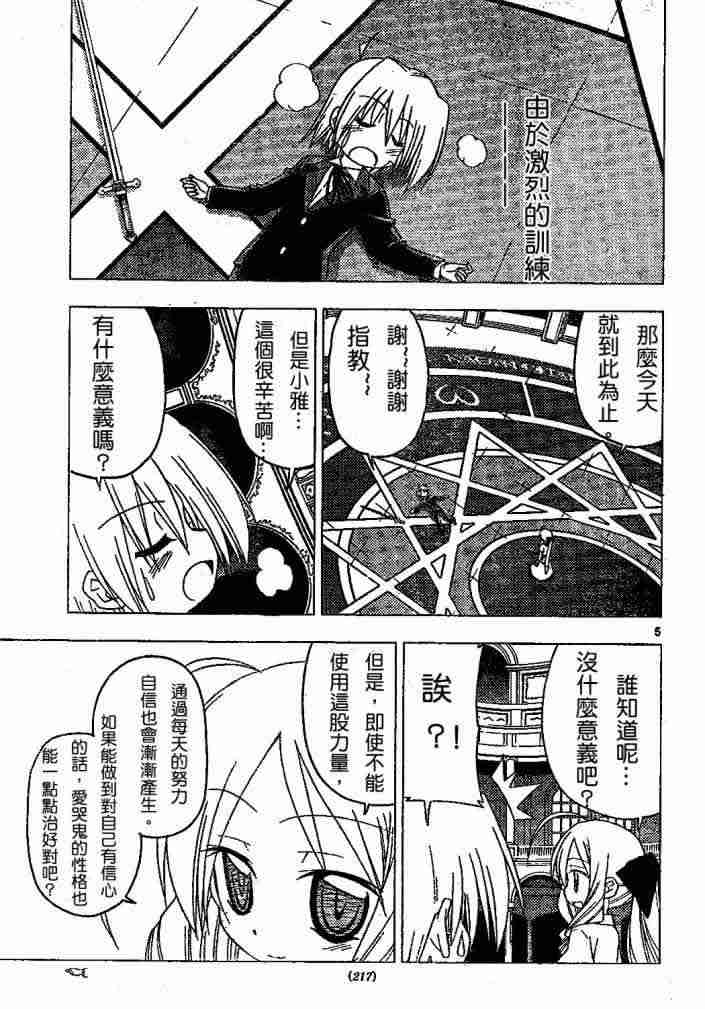 由於激烈的訓練
──
那麼今天
就到此為止。
謝~謝謝
指教~~
但是小雅…
這個很辛苦啊…
有什麼意義嗎？
5
誰知道呢…
沒什麼意義吧？
誒
？！
但是，即使不能
使用這股力量，
通過每天的努力
自信也會漸漸產生。
如果能做到對自己有信心
的話，愛哭鬼的性格也
能一點點治好對吧？
(217)